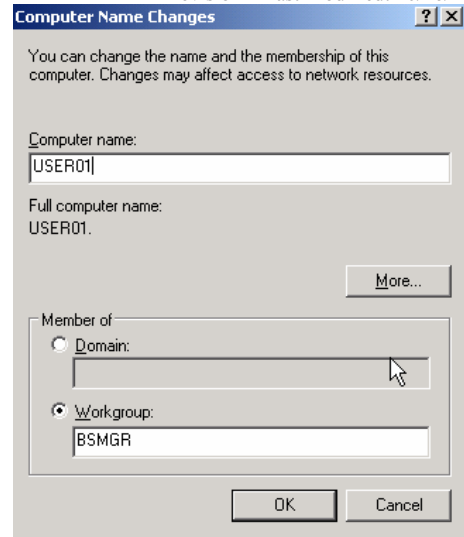 Computer Name Changes
You can change the name and the membership of this
computer. Changes may affect access to network resources.
Computer name:
USER01
Full computer name:
USER01.
More...
Member of
Domain:
Workgroup:
BSMGR
OK
Cancel